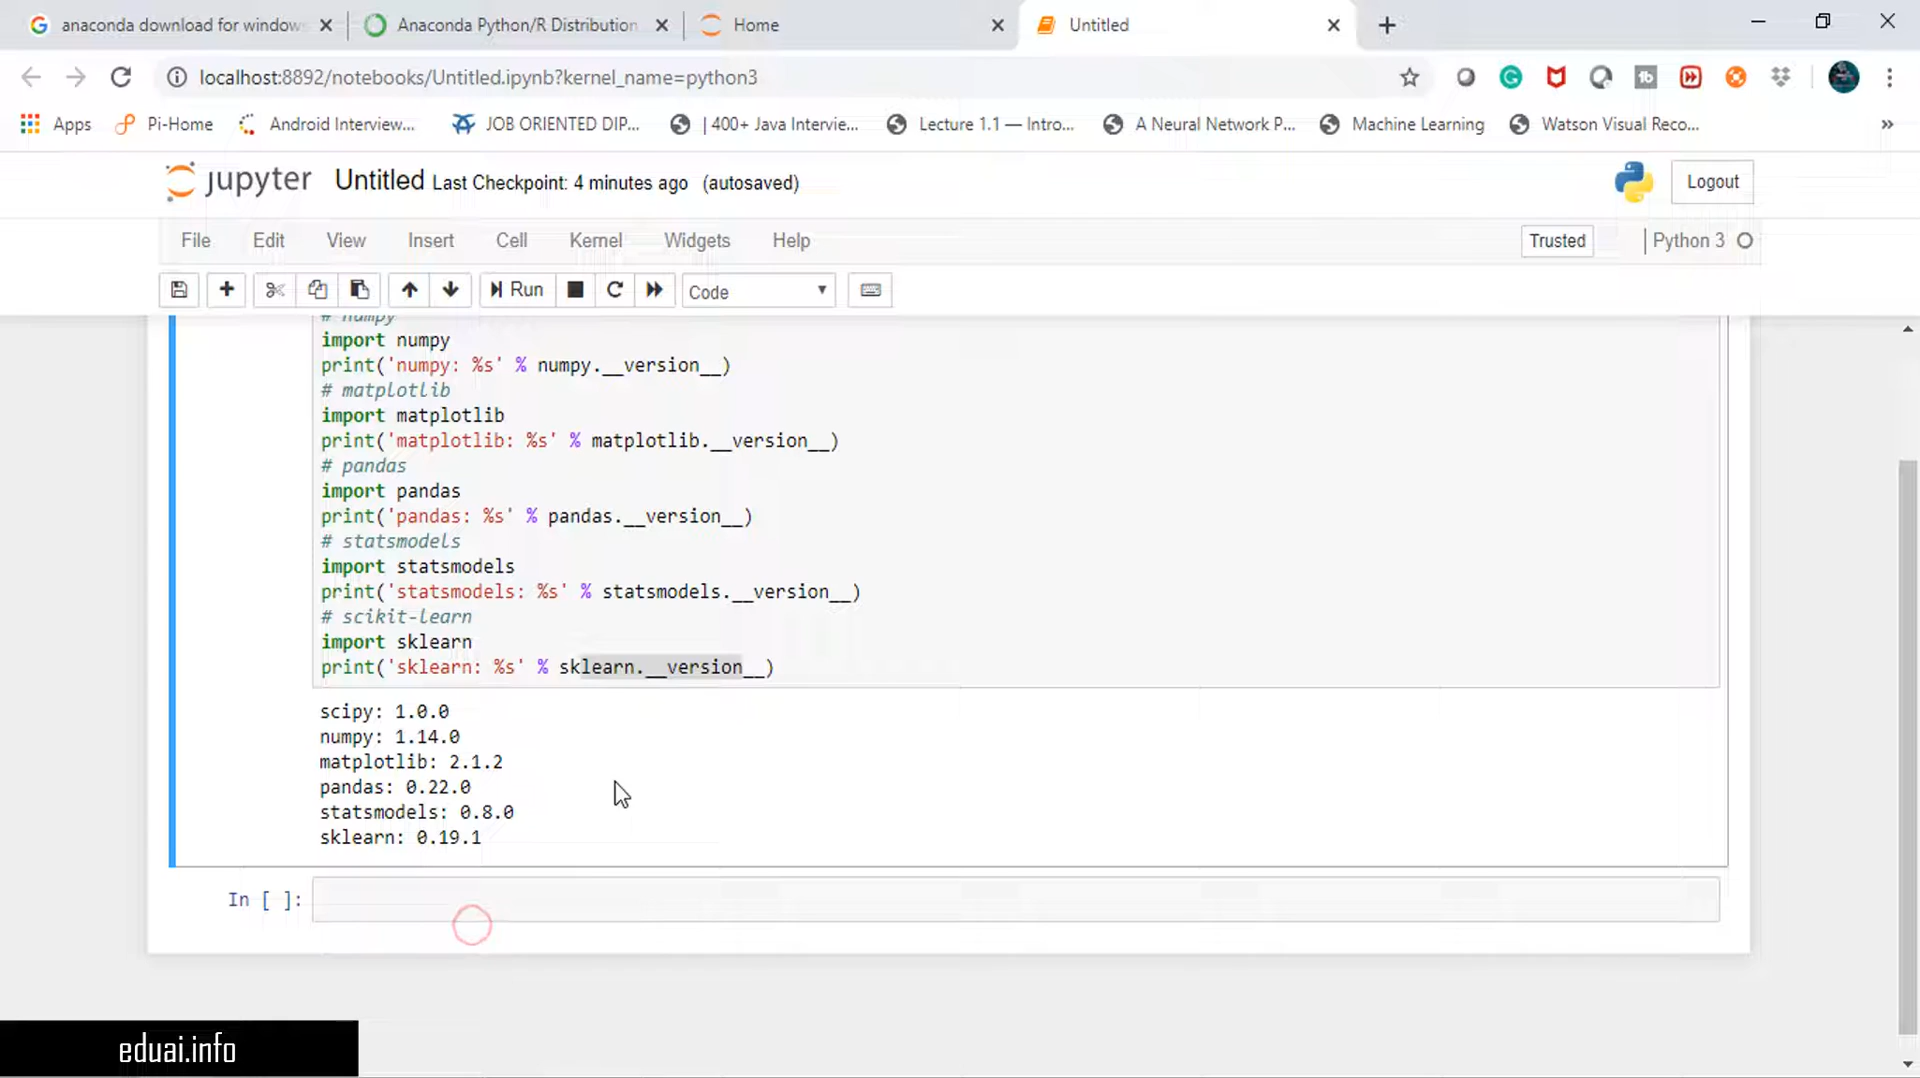 anaconda download for windows
Anaconda Python/R Distribution
Home
Untitled
localhost:8892/notebooks/Untitled.ipynb?kernel_name=python3
Apps
Pi-Home
Android Interview...
JOB ORIENTED DIP...
| 400+ Java Intervie...
Lecture 1.1 — Intro...
A Neural Network P...
Machine Learning
Watson Visual Reco...
»
jupyter Untitled Last Checkpoint: 4 minutes ago (autosaved)
Logout
File Edit View Insert Cell Kernel Widgets Help
Trusted
Python 3
Run
Code
# numpy
import numpy
print('numpy: %s' % numpy.__version__)
# matplotlib
import matplotlib
print('matplotlib: %s' % matplotlib.__version__)
# pandas
import pandas
print('pandas: %s' % pandas.__version__)
# statsmodels
import statsmodels
print('statsmodels: %s' % statsmodels.__version__)
# scikit-learn
import sklearn
print('sklearn: %s' % sklearn.__version__)
scipy: 1.0.0
numpy: 1.14.0
matplotlib: 2.1.2
pandas: 0.22.0
statsmodels: 0.8.0
sklearn: 0.19.1
In [ ]:
eduai.info